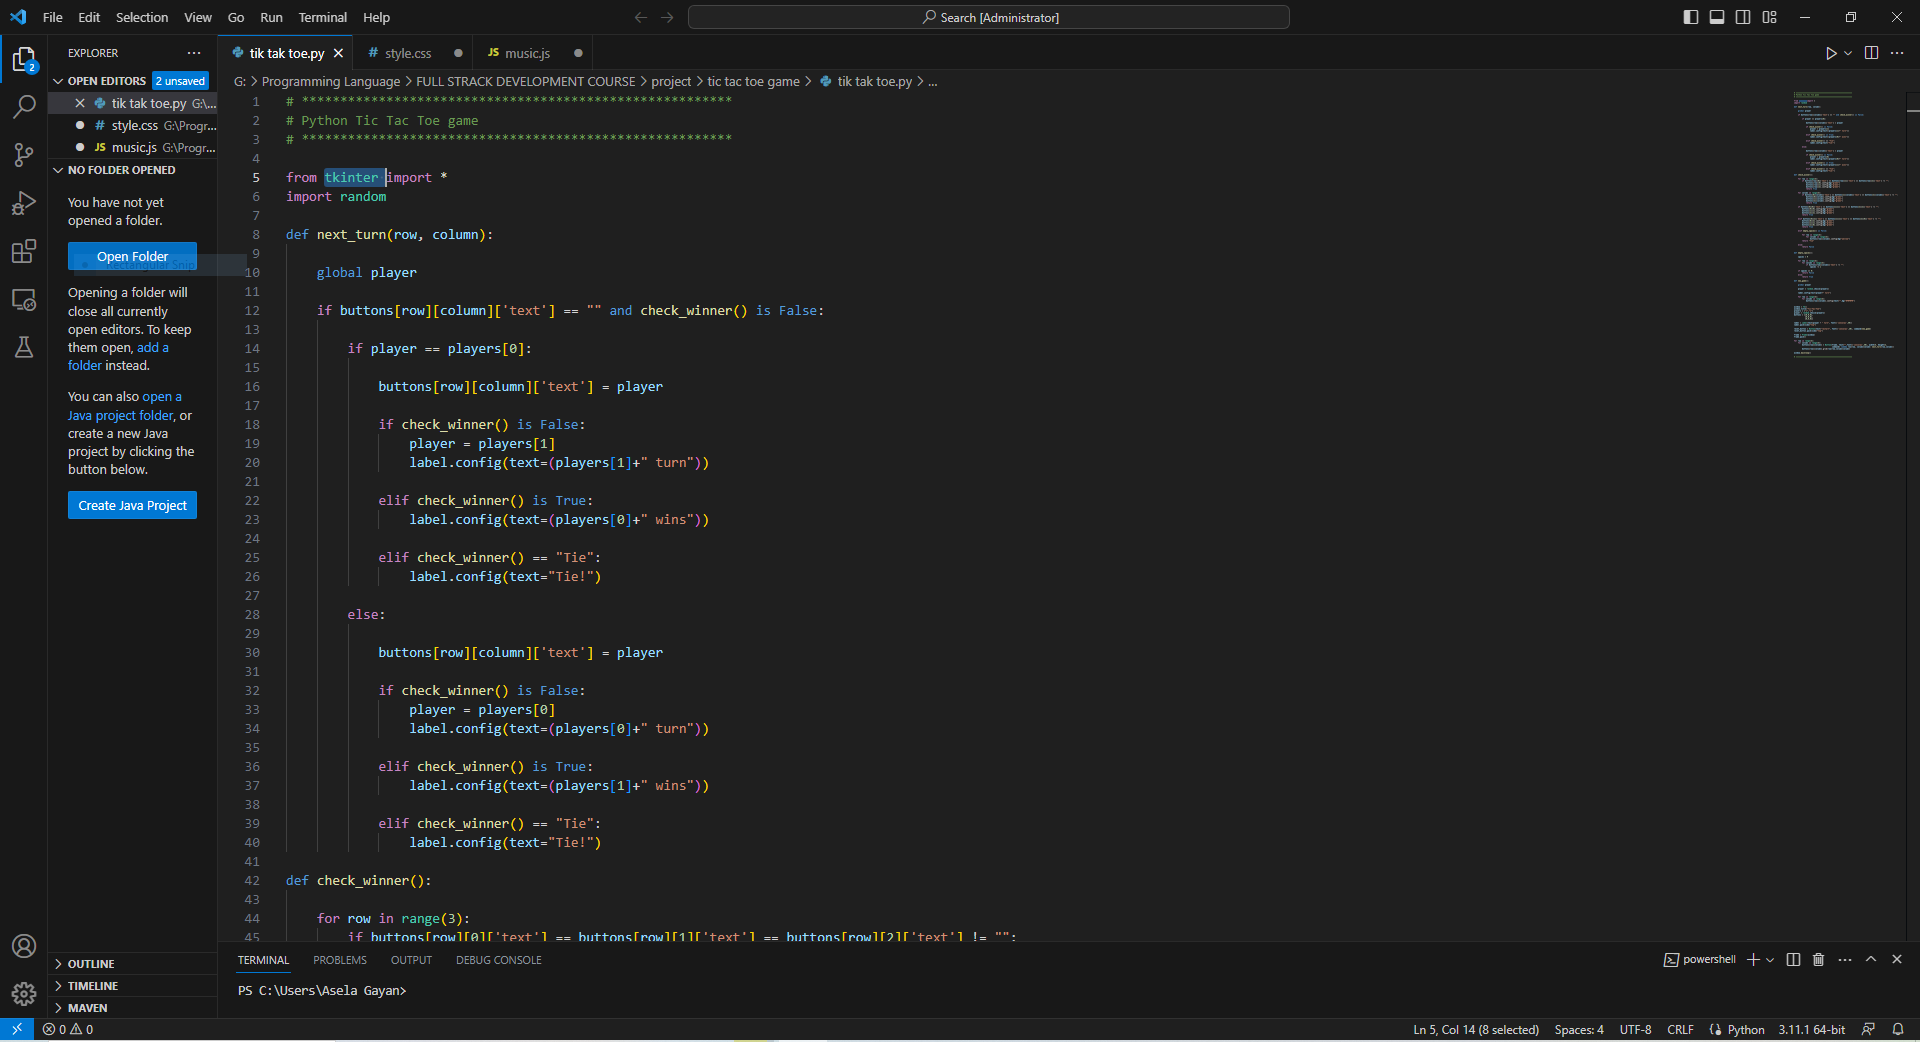 File Edit Selection View Go Run Terminal Help
Search [Administrator]
EXPLORER ...
2
OPEN EDITORS 2 unsaved
tik tak toe.py G:\...
# style.css G:\Progr...
JS music.js G:\Progr...
NO FOLDER OPENED
You have not yet
opened a folder.
Open Folder
Rectangular Snip
Opening a folder will
close all currently
open editors. To keep
them open, add a
folder instead.
You can also open a
Java project folder, or
create a new Java
project by clicking the
button below.
Create Java Project
OUTLINE
TIMELINE
MAVEN
tik tak toe.py
# style.css
JS music.js
G: > Programming Language > FULL STRACK DEVELOPMENT COURSE > project > tic tac toe game > tik tak toe.py > ...
1 # ********************************************************
2 # Python Tic Tac Toe game
3 # ********************************************************
4
5 from tkinter import *
6 import random
7
8 def next_turn(row, column):
9
10 global player
11
12 if buttons[row][column]['text'] == "" and check_winner() is False:
13
14 if player == players[0]:
15
16 buttons[row][column]['text'] = player
17
18 if check_winner() is False:
19 player = players[1]
20 label.config(text=(players[1]+" turn"))
21
22 elif check_winner() is True:
23 label.config(text=(players[0]+" wins"))
24
25 elif check_winner() == "Tie":
26 label.config(text="Tie!")
27
28 else:
29
30 buttons[row][column]['text'] = player
31
32 if check_winner() is False:
33 player = players[0]
34 label.config(text=(players[0]+" turn"))
35
36 elif check_winner() is True:
37 label.config(text=(players[1]+" wins"))
38
39 elif check_winner() == "Tie":
40 label.config(text="Tie!")
41
42 def check_winner():
43
44 for row in range(3):
45 if buttons[row][0]['text'] == buttons[row][1]['text'] == buttons[row][2]['text'] != "":
TERMINAL PROBLEMS OUTPUT DEBUG CONSOLE
powershell
PS C:\Users\Asela Gayan>
0 0
Ln 5, Col 14 (8 selected) Spaces: 4 UTF-8 CRLF Python 3.11.1 64-bit